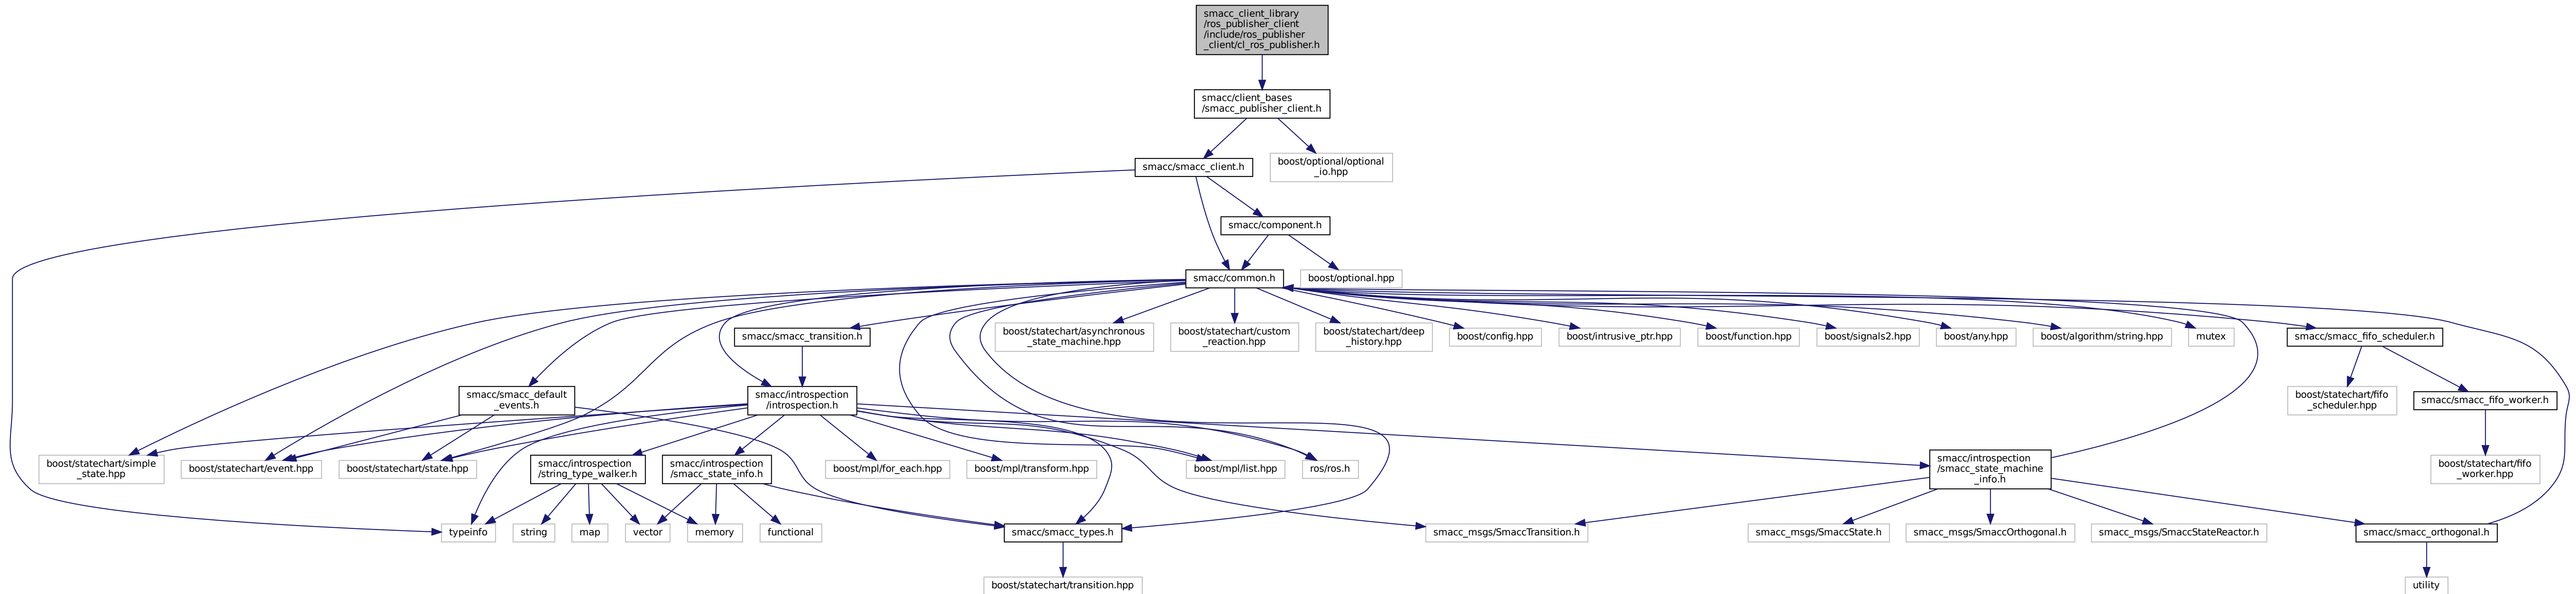 smacc_client_library
/ros_publisher_client
/include/ros_publisher
_client/cl_ros_publisher.h
smacc/client_bases
/smacc_publisher_client.h
smacc/smacc_client.h
boost/optional/optional
_io.hpp
smacc/component.h
smacc/common.h
boost/optional.hpp
smacc/smacc_transition.h
boost/statechart/asynchronous
_state_machine.hpp
boost/statechart/custom
_reaction.hpp
boost/statechart/deep
_history.hpp
boost/config.hpp
boost/intrusive_ptr.hpp
boost/function.hpp
boost/signals2.hpp
boost/any.hpp
boost/algorithm/string.hpp
mutex
smacc/smacc_fifo_scheduler.h
smacc/smacc_default
_events.h
smacc/introspection
/introspection.h
boost/statechart/fifo
_scheduler.hpp
smacc/smacc_fifo_worker.h
boost/statechart/simple
_state.hpp
boost/statechart/event.hpp
boost/statechart/state.hpp
smacc/introspection
/string_type_walker.h
smacc/introspection
/smacc_state_info.h
boost/mpl/for_each.hpp
boost/mpl/transform.hpp
boost/mpl/list.hpp
ros/ros.h
smacc/introspection
/smacc_state_machine
_info.h
boost/statechart/fifo
_worker.hpp
typeinfo
string
map
vector
memory
functional
smacc/smacc_types.h
smacc_msgs/SmaccTransition.h
smacc_msgs/SmaccState.h
smacc_msgs/SmaccOrthogonal.h
smacc_msgs/SmaccStateReactor.h
smacc/smacc_orthogonal.h
boost/statechart/transition.hpp
utility